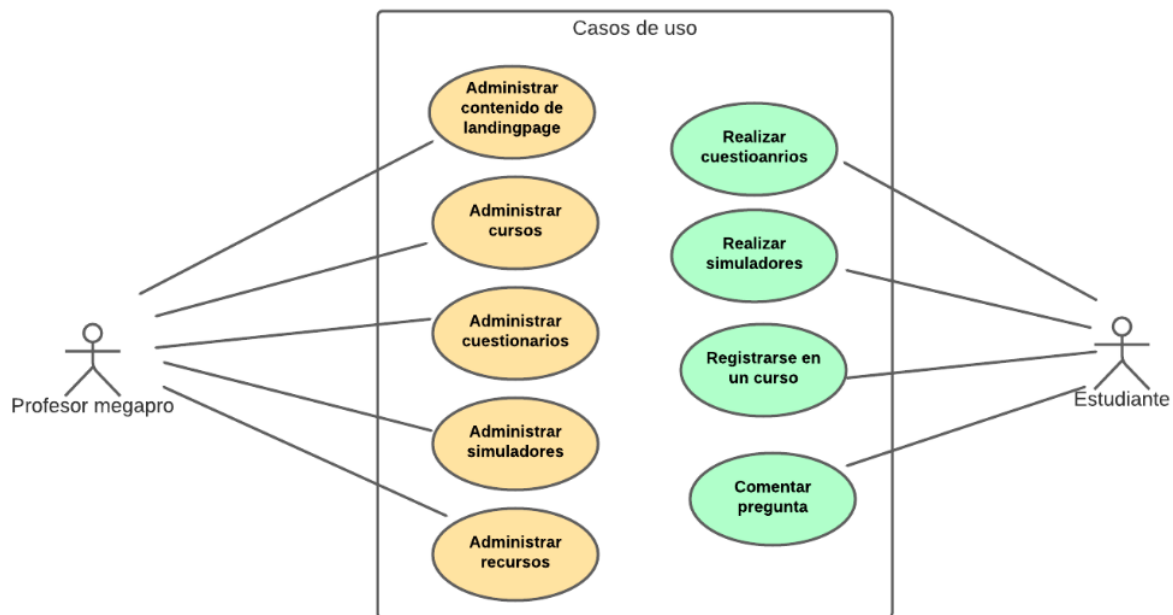 Casos de uso
Administrar
contenido de
landingpage
Administrar
cursos
Administrar
cuestionarios
Administrar
simuladores
Administrar
recursos
Realizar
cuestioanrios
Realizar
simuladores
Registrarse en
un curso
Comentar
pregunta
Profesor megapro
Estudiante